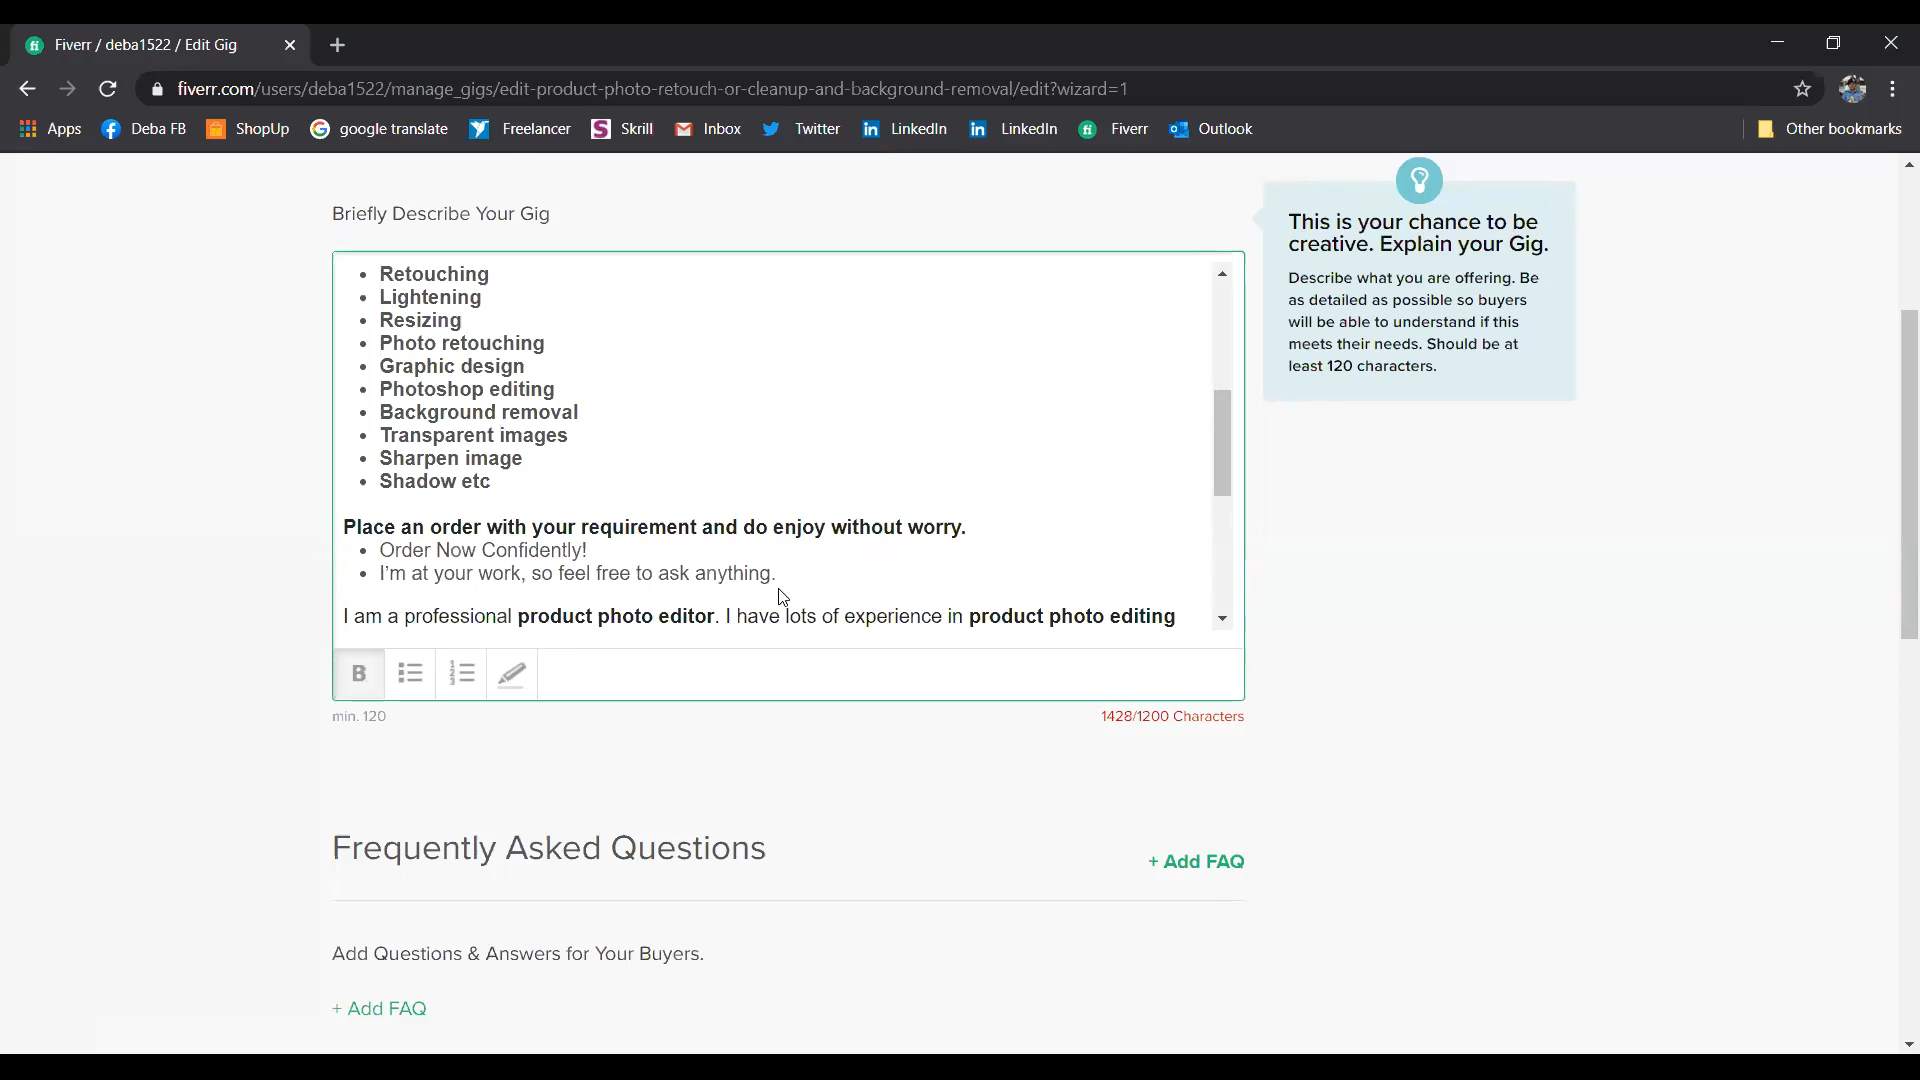 Fiverr / deba1522 / Edit Gig
fiverr.com/users/deba1522/manage_gigs/edit-product-photo-retouch-or-cleanup-and-background-removal/edit?wizard=1
Apps Deba FB ShopUp google translate Freelancer Skrill Inbox Twitter LinkedIn LinkedIn Fiverr Outlook Other bookmarks
Briefly Describe Your Gig
Retouching
Lightening
Resizing
Photo retouching
Graphic design
Photoshop editing
Background removal
Transparent images
Sharpen image
Shadow etc
Place an order with your requirement and do enjoy without worry.
Order Now Confidently!
I'm at your work, so feel free to ask anything.
I am a professional product photo editor. I have lots of experience in product photo editing
B
min. 120
1428/1200 Characters
This is your chance to be
creative. Explain your Gig.
Describe what you are offering. Be
as detailed as possible so buyers
will be able to understand if this
meets their needs. Should be at
least 120 characters.
Frequently Asked Questions
+ Add FAQ
Add Questions & Answers for Your Buyers.
+ Add FAQ